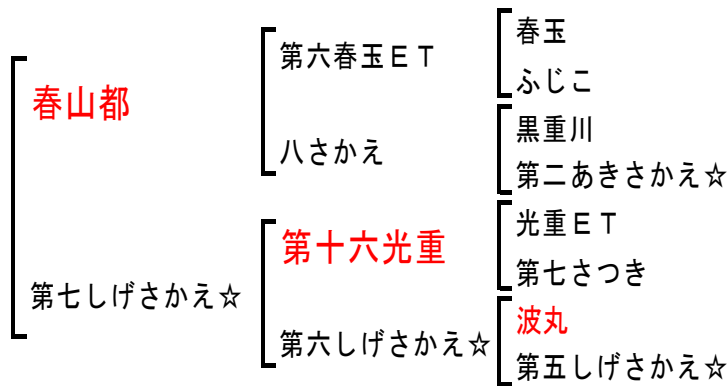 春山都
第七しげさかえ☆
第六春玉ＥＴ
八さかえ
第十六光重
第六しげさかえ☆
春玉
ふじこ
黒重川
第二あきさかえ☆
光重ＥＴ
第七さつき
波丸
第五しげさかえ☆